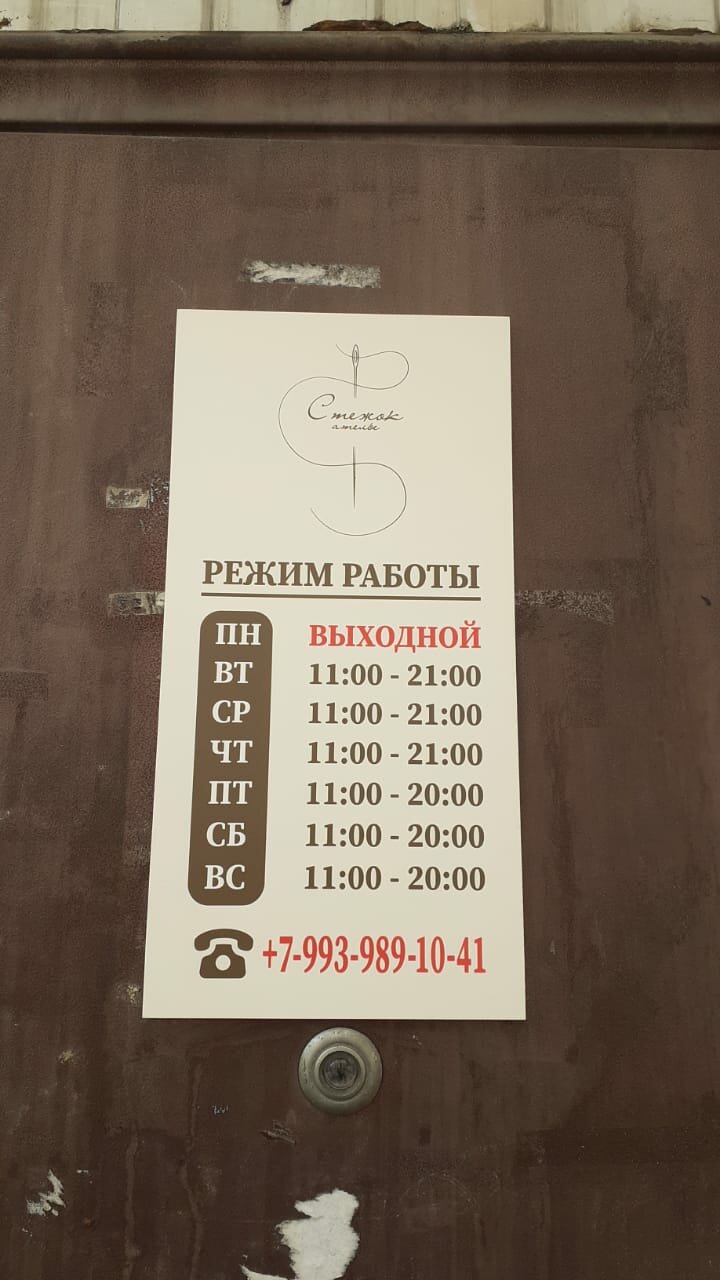 Стежок
ателье
РЕЖИМ РАБОТЫ
ПН ВЫХОДНОЙ
ВТ 11:00 - 21:00
СР 11:00 - 21:00
ЧТ 11:00 - 21:00
ПТ 11:00 - 20:00
СБ 11:00 - 20:00
ВС 11:00 - 20:00
+7-993-989-10-41